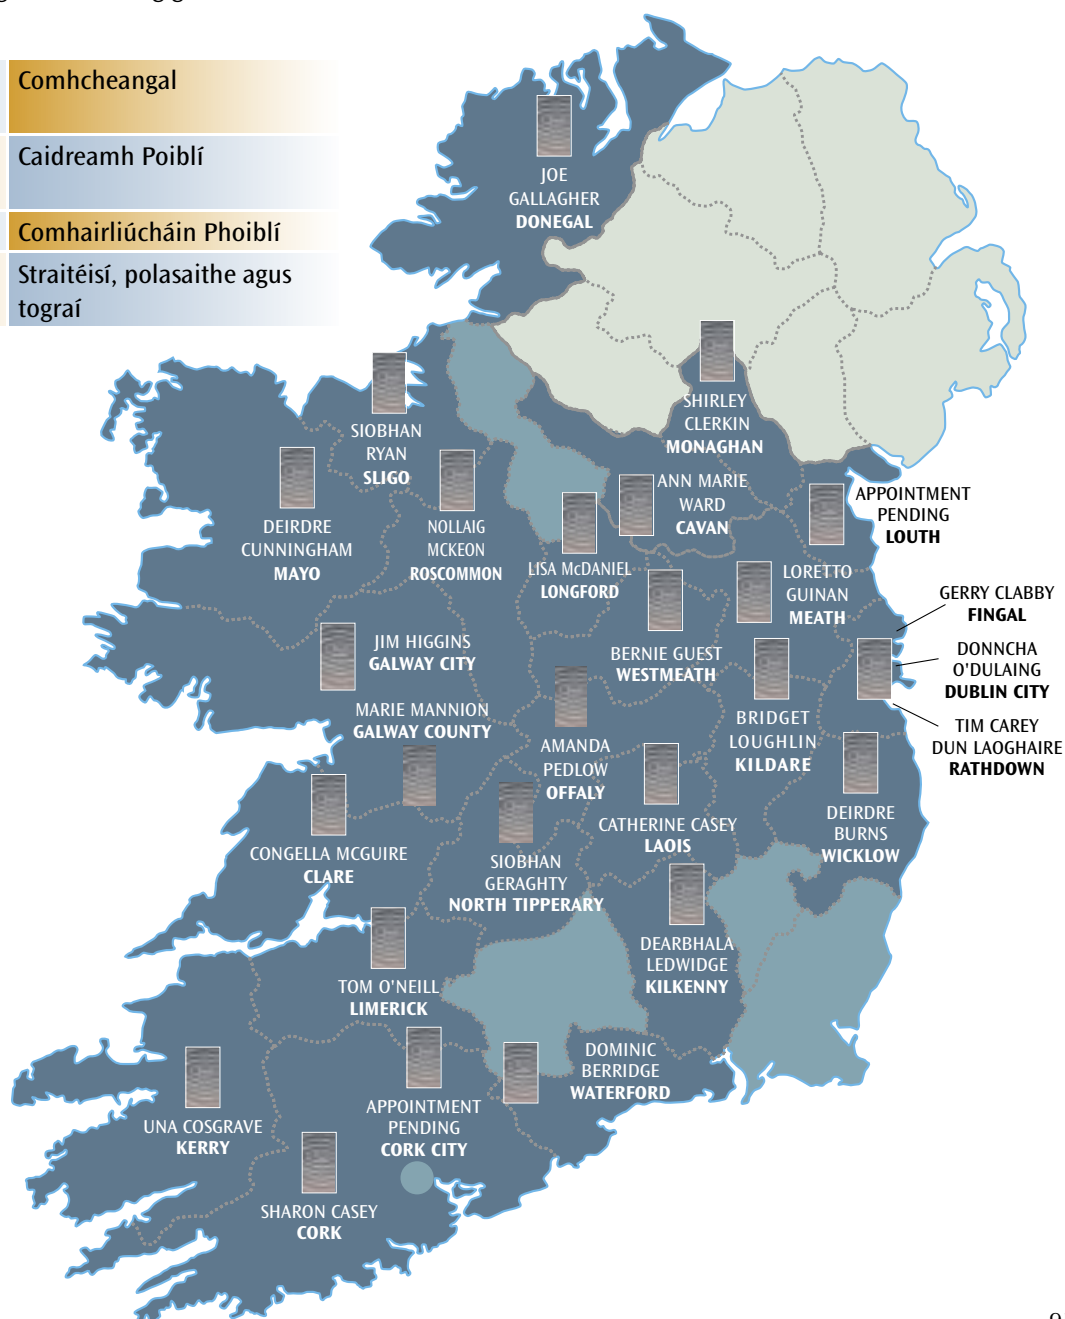 Comhcheangal
Caidreamh Poiblí
Comhairliúcháin Phoiblí
Straitéisí, polasaithe agus
tograí
JOE
GALLAGHER
DONEGAL
SHIRLEY
CLERKIN
MONAGHAN
SIOBHAN
RYAN
SLIGO
ANN MARIE
WARD
CAVAN
APPOINTMENT
PENDING
LOUTH
DEIRDRE
CUNNINGHAM
MAYO
NOLLAIG
MCKEON
ROSCOMMON
LISA McDANIEL
LONGFORD
LORETTO
GUINAN
MEATH
GERRY CLABBY
FINGAL
JIM HIGGINS
GALWAY CITY
BERNIE GUEST
WESTMEATH
DONNCHA
O'DULAING
DUBLIN CITY
MARIE MANNION
GALWAY COUNTY
BRIDGET
LOUGHLIN
KILDARE
TIM CAREY
DUN LAOGHAIRE
RATHDOWN
AMANDA
PEDLOW
OFFALY
CATHERINE CASEY
LAOIS
DEIRDRE
BURNS
WICKLOW
CONGELLA MCGUIRE
CLARE
SIOBHAN
GERAGHTY
NORTH TIPPERARY
DEARBHALA
LEDWIDGE
KILKENNY
TOM O'NEILL
LIMERICK
DOMINIC
BERRIDGE
WATERFORD
UNA COSGRAVE
KERRY
APPOINTMENT
PENDING
CORK CITY
SHARON CASEY
CORK